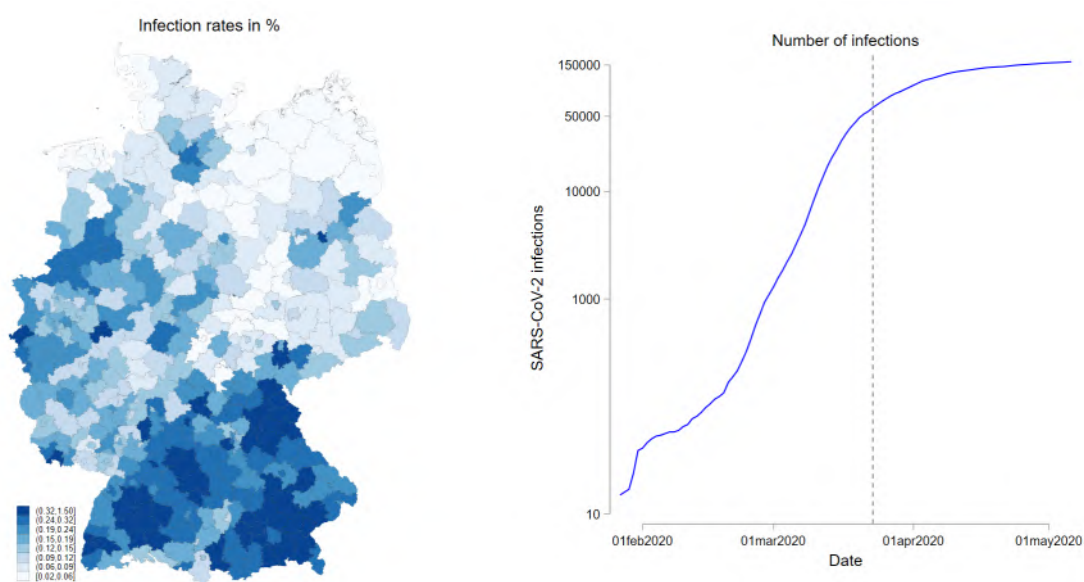 Infection rates in %
(0.32,1.50]
(0.24,0.32]
(0.19,0.24]
(0.15,0.19]
(0.12,0.15]
(0.09,0.12]
(0.06,0.09]
[0.02,0.06]
Number of infections
SARS-CoV-2 infections
150000
50000
10000
1000
10
01feb2020 01mar2020 01apr2020 01may2020
Date